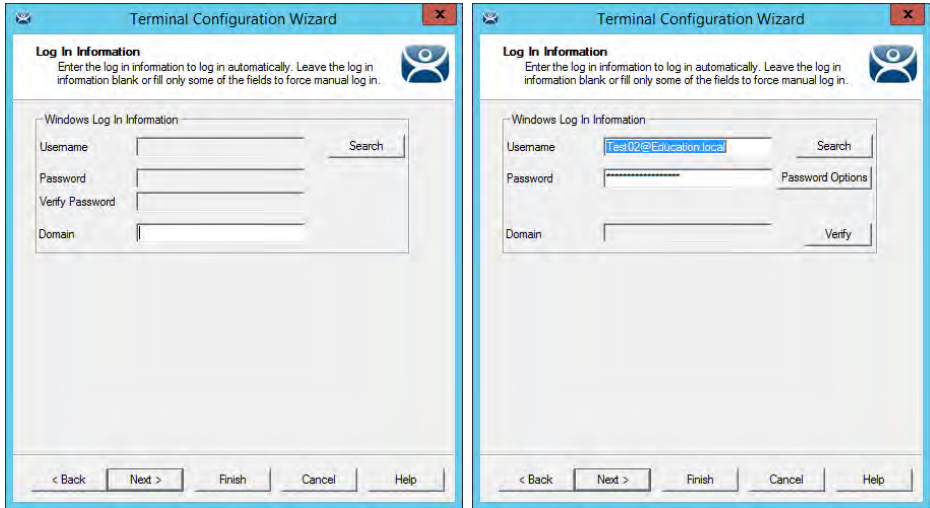 Terminal Configuration Wizard
x
Log In Information
Enter the log in information to log in automatically. Leave the log in
information blank or fill only some of the fields to force manual log in.
Windows Log In Information
Username
Search
Password
Verify Password
Domain
< Back
Next >
Finish
Cancel
Help
Terminal Configuration Wizard
x
Log In Information
Enter the log in information to log in automatically. Leave the log in
information blank or fill only some of the fields to force manual log in.
Windows Log In Information
Username
Test02@Education.local
Search
Password
******************
Password Options
Domain
Verify
< Back
Next >
Finish
Cancel
Help